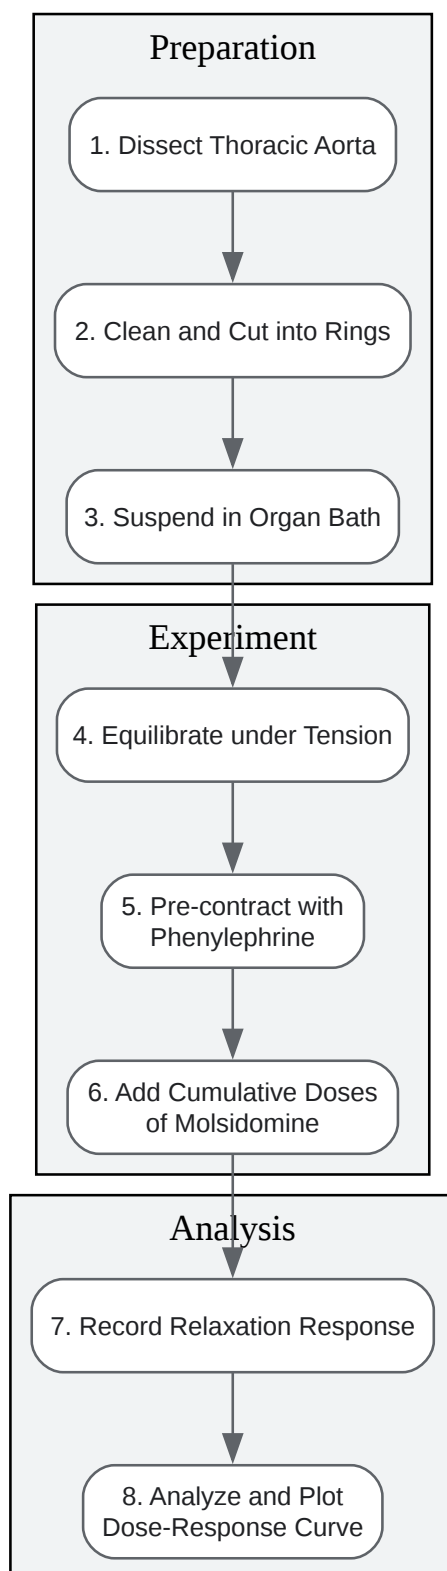 Preparation
1. Dissect Thoracic Aorta
2. Clean and Cut into Rings
3. Suspend in Organ Bath
Experiment
4. Equilibrate under Tension
5. Pre-contract with
Phenylephrine
6. Add Cumulative Doses
of Molsidomine
Analysis
7. Record Relaxation Response
8. Analyze and Plot
Dose-Response Curve